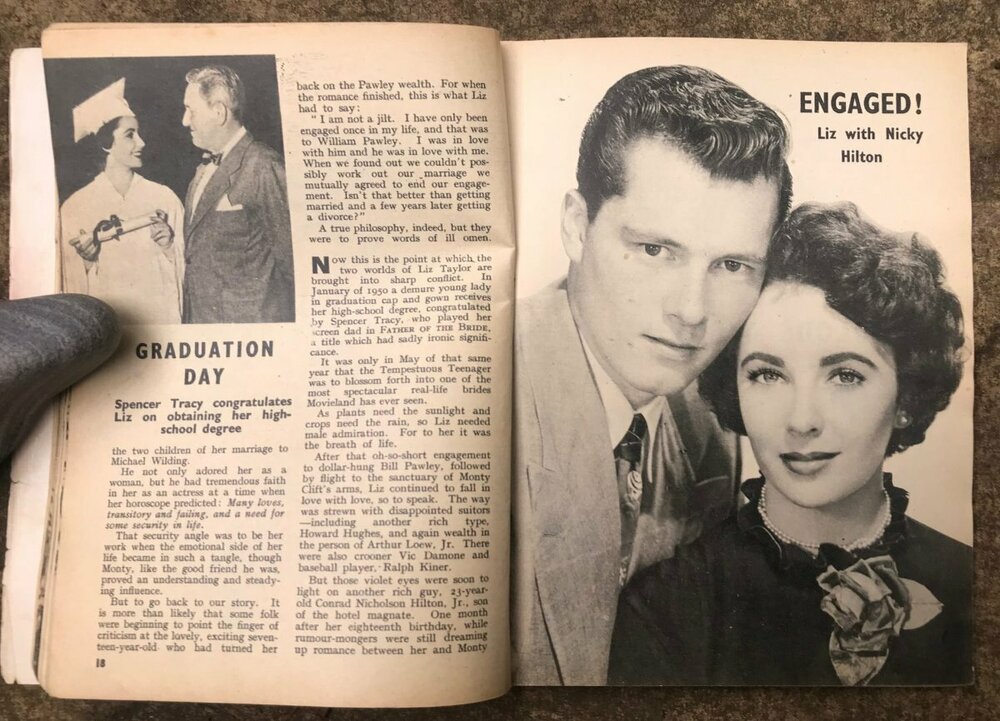 GRADUATION
DAY
Spencer Tracy congratulates
Liz on obtaining her high-
school degree
the two children of her marriage to
Michael Wilding.
He not only adored her as a
woman, but he had tremendous faith
in her as an actress at a time when
her horoscope predicted: Many loves,
transitory and failing, and a need for
some security in life.
That security angle was to be her
work when the emotional side of her
life became in such a tangle, though
Monty, like the good friend he was,
proved an understanding and steady-
ing influence.
But to go back to our story. It
is more than likely that some folk
were beginning to point the finger of
criticism at the lovely, exciting seven-
teen-year-old who had turned her
18
back on the Pawley wealth. For when
the romance finished, this is what Liz
had to say:
" I am not a jilt. I have only been
engaged once in my life, and that was
to William Pawley. I was in love
with him and he was in love with me.
When we found out we couldn't pos-
sibly work out our marriage we
mutually agreed to end our engage-
ment. Isn't that better than getting
married and a few years later getting
a divorce?"
A true philosophy, indeed, but they
were to prove words of ill omen.
Now this is the point at which the
two worlds of Liz Taylor are
brought into sharp conflict. In
January of 1950 a demure young lady
in graduation cap and gown receives
her high-school degree, congratulated
by Spencer Tracy, who played her
screen dad in FATHER OF THE BRIDE,
a title which had sadly ironic signifi-
cance.
It was only in May of that same
year that the Tempestuous Teenager
was to blossom forth into one of the
most spectacular real-life brides
Movieland has ever seen.
As plants need the sunlight and
crops need the rain, so Liz needed
male admiration. For to her it was
the breath of life.
After that oh-so-short engagement
to dollar-hung Bill Pawley, followed
by flight to the sanctuary of Monty
Clift's arms, Liz continued to fall in
love with love, so to speak. The way
was strewn with disappointed suitors
—including another rich type,
Howard Hughes, and again wealth in
the person of Arthur Loew, Jr. There
were also crooner Vic Damone and
baseball player, Ralph Kiner.
But those violet eyes were soon to
light on another rich guy, 23-year-
old Conrad Nicholson Hilton, Jr., son
of the hotel magnate. One month
after her eighteenth birthday, while
rumour-mongers were still dreaming
up romance between her and Monty
ENGAGED!
Liz with Nicky
Hilton